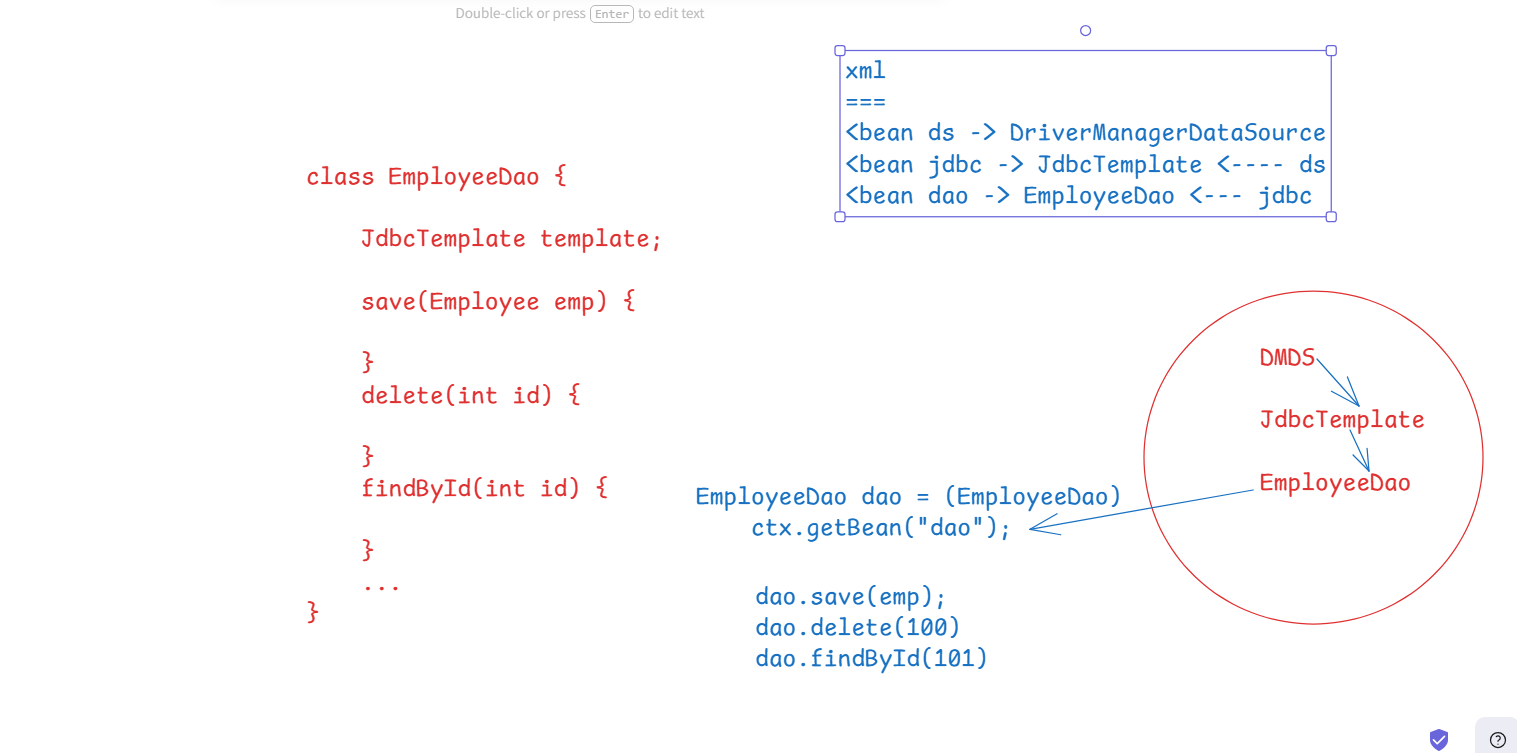 Double-click or press Enter to edit text
xml
===
<bean ds -> DriverManagerDataSource
<bean jdbc -> JdbcTemplate <---- ds
<bean dao -> EmployeeDao <--- jdbc
class EmployeeDao {
JdbcTemplate template;
save(Employee emp) {
}
delete(int id) {
}
findById(int id) {
}
...
}
EmployeeDao dao = (EmployeeDao)
ctx.getBean("dao");
dao.save(emp);
dao.delete(100)
dao.findById(101)
DMDS
JdbcTemplate
EmployeeDao